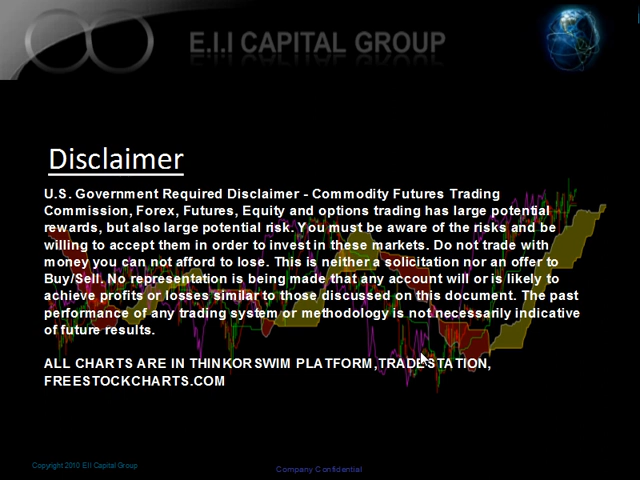 E.I.I CAPITAL GROUP
Disclaimer
U.S. Government Required Disclaimer - Commodity Futures Trading
Commission, Forex, Futures, Equity and options trading has large potential
rewards, but also large potential risk. You must be aware of the risks and be
willing to accept them in order to invest in these markets. Do not trade with
money you can not afford to lose. This is neither a solicitation nor an offer to
Buy/Sell. No representation is being made that any account will or is likely to
achieve profits or losses similar to those discussed on this document. The past
performance of any trading system or methodology is not necessarily indicative
of future results.
ALL CHARTS ARE IN THINKORSWIM PLATFORM,TRADESTATION,
FREESTOCKCHARTS.COM
Copyright 2010 EII Capital Group
Company Confidential